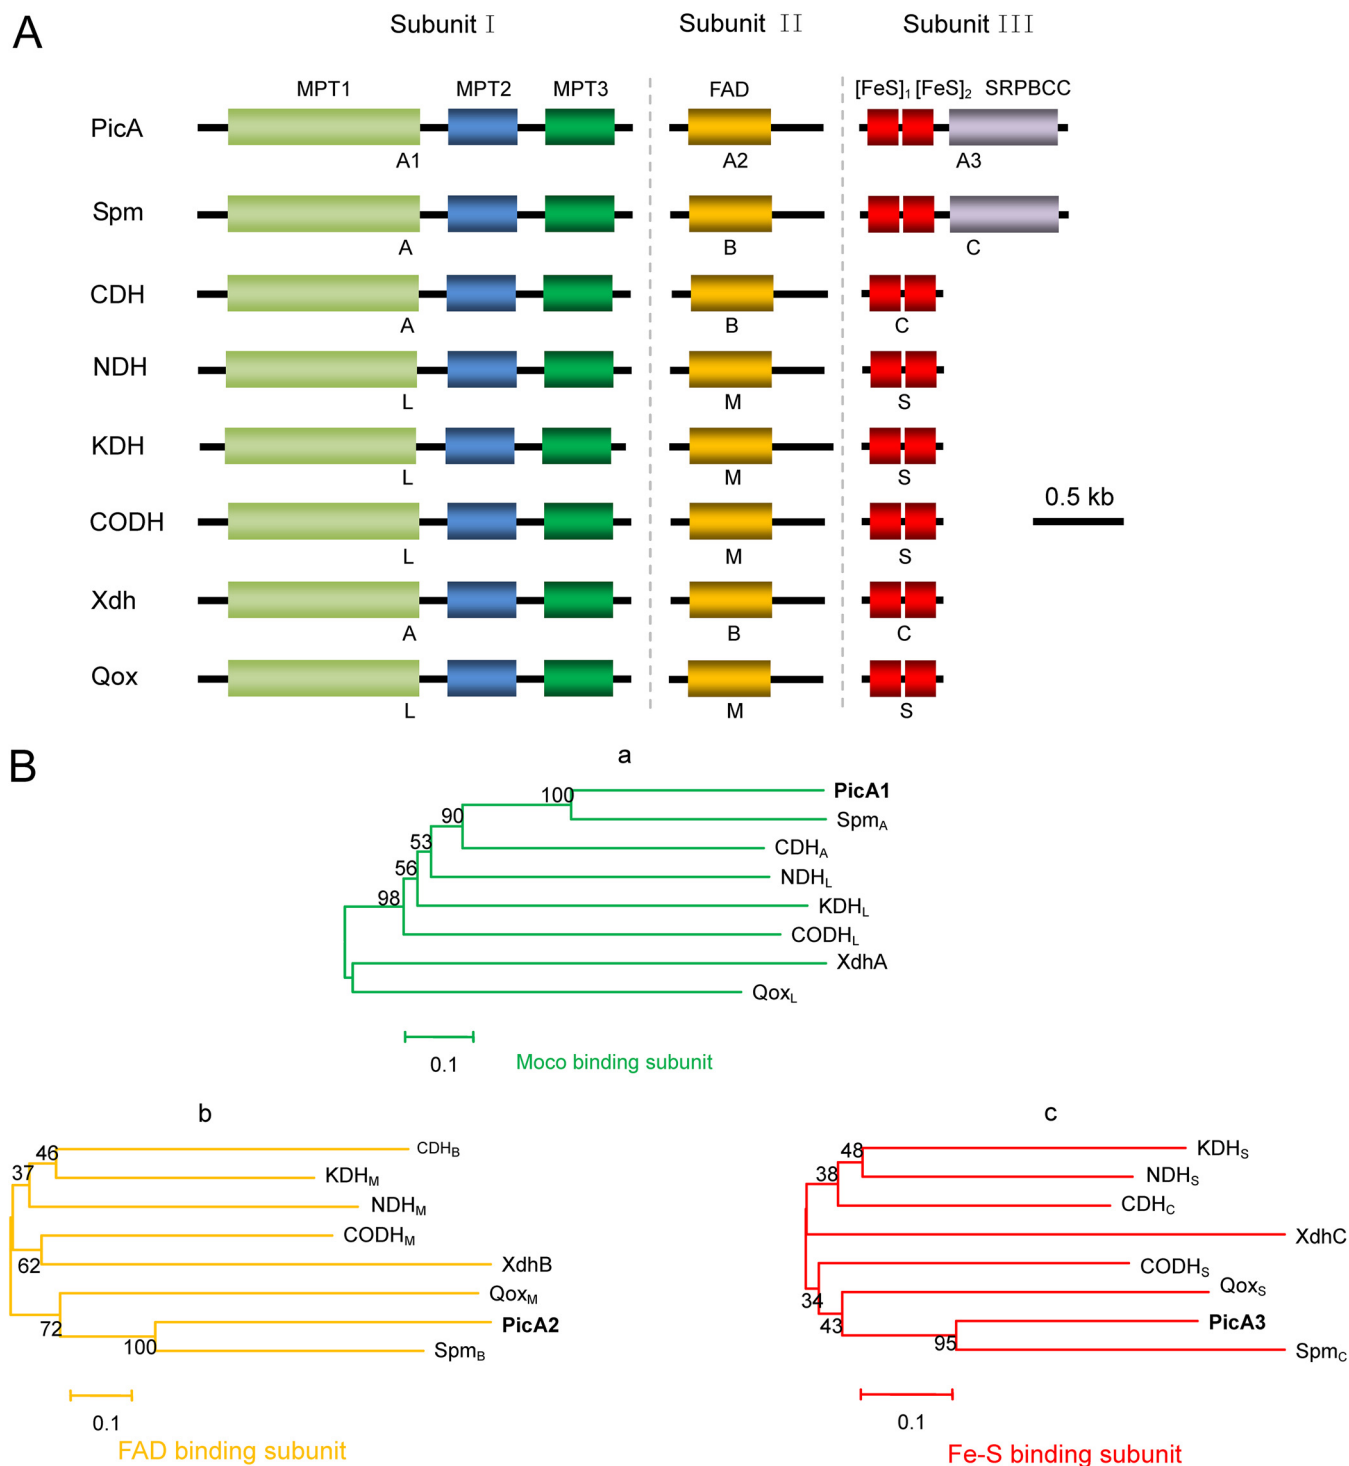 A
Subunit I
Subunit II
Subunit III
MPT1 MPT2 MPT3 FAD [FeS]1 [FeS]2 SRPBCC
PicA
A1 A2 A3
Spm
A B C
CDH
A B C
NDH
L M S
KDH
L M S
0.5 kb
CODH
L M S
Xdh
A B C
Qox
L M S
B
a
100 PicA1
90 SpmA
53 CDHA
56 NDHL
98 KDHL
CODHL
XdhA
QoxL
0.1
Moco binding subunit
b
46 CDHB
37 KDHM
NDHM
CODHM
62 XdhB
QoxM
72 PicA2
100 SpmB
0.1
FAD binding subunit
c
48 KDHS
38 NDHS
CDHC
XdhC
CODHS
34 QoxS
43 PicA3
95 SpmC
0.1
Fe-S binding subunit